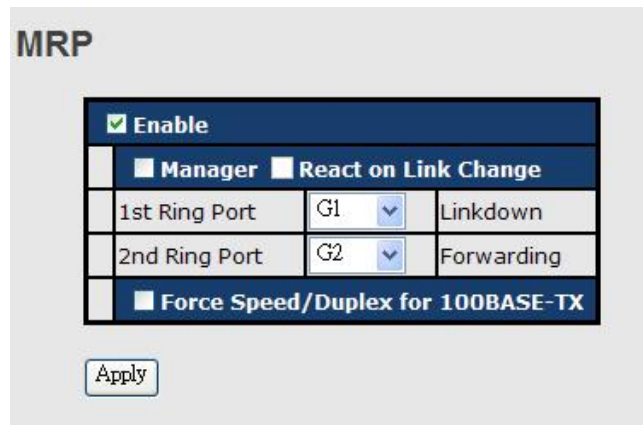 MRP
Enable
Manager React on Link Change
1st Ring Port G1 Linkdown
2nd Ring Port G2 Forwarding
Force Speed/Duplex for 100BASE-TX
Apply